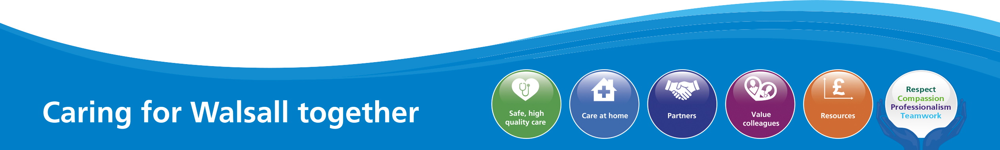 Caring for Walsall together
Safe, high
quality care
Care at home
Partners
Value
colleagues
£
Resources
Respect
Compassion
Professionalism
Teamwork